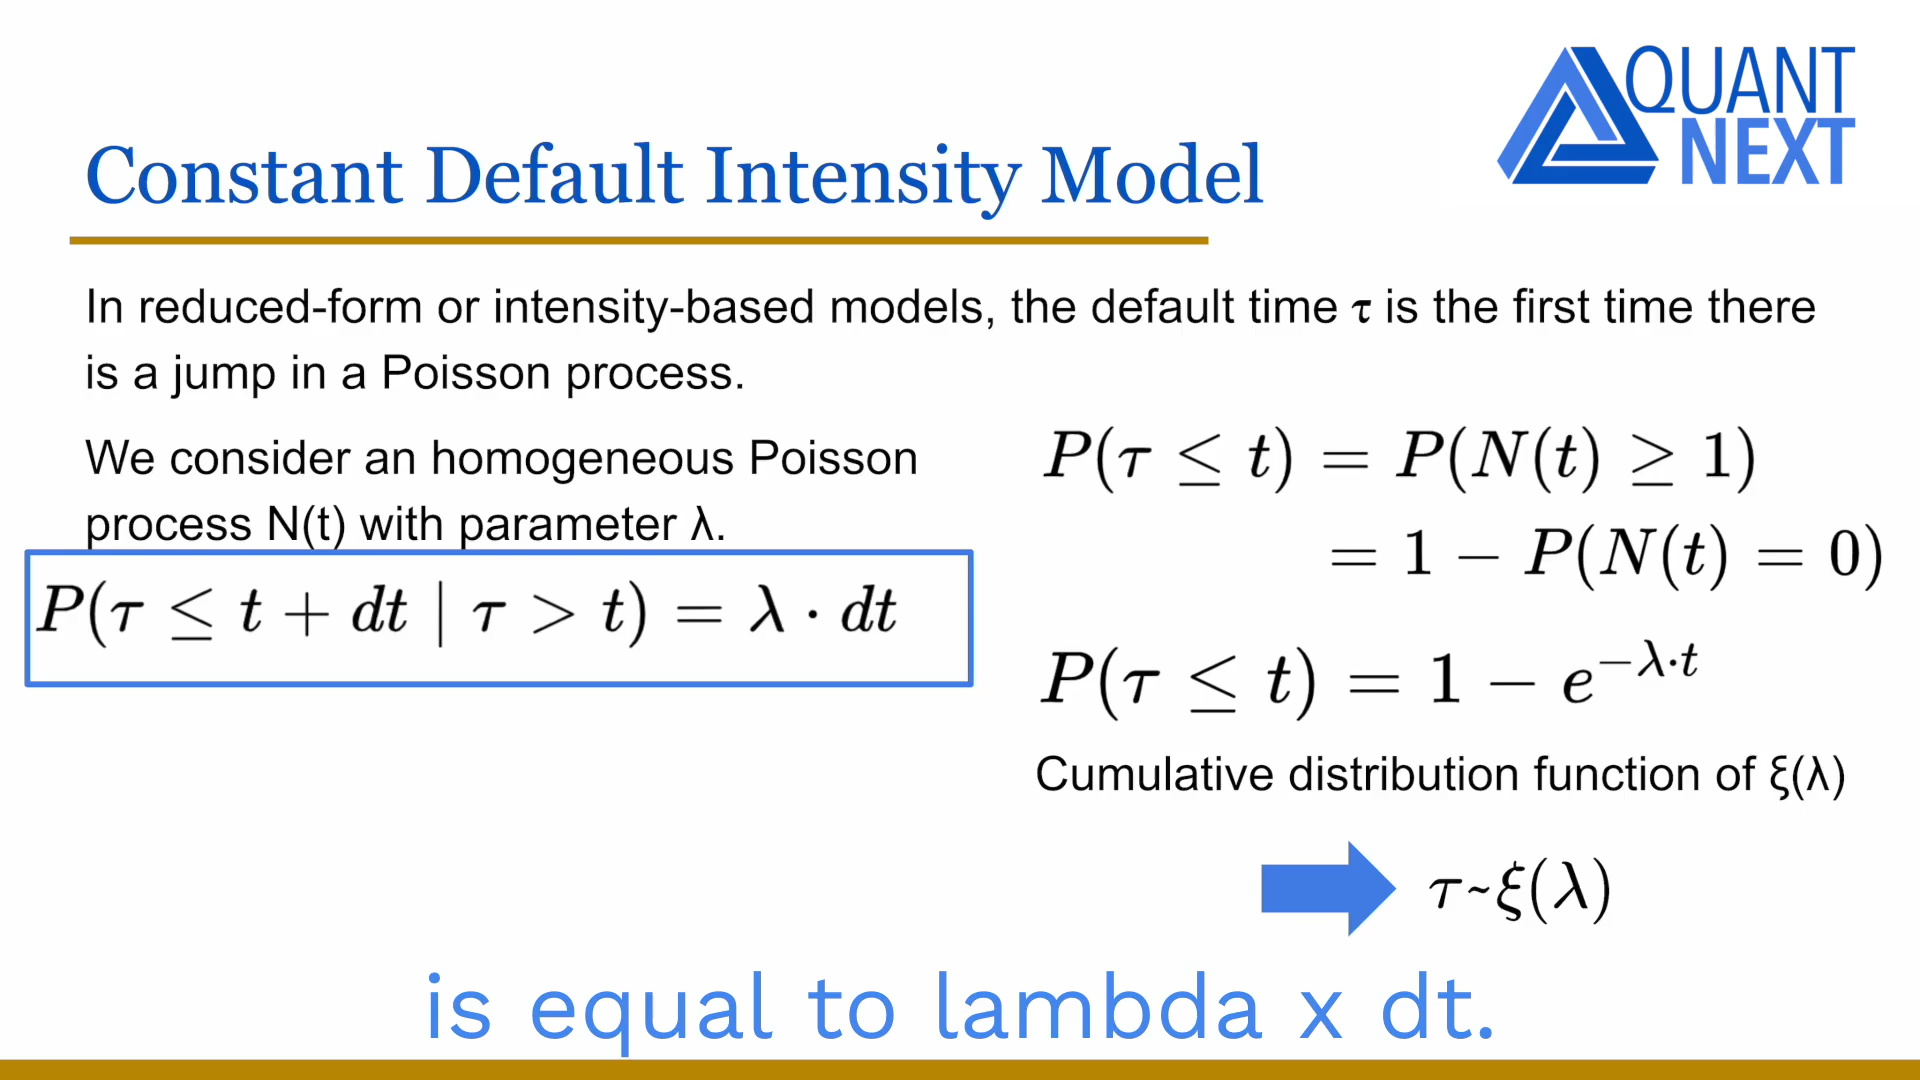 QUANT
NEXT
Constant Default Intensity Model
In reduced-form or intensity-based models, the default time τ is the first time there
is a jump in a Poisson process.
We consider an homogeneous Poisson
process N(t) with parameter λ.
P(τ ≤ t + dt | τ > t) = λ · dt
P(τ ≤ t) = P(N(t) ≥ 1)
= 1 − P(N(t) = 0)
P(τ ≤ t) = 1 − e^{−λ·t}
Cumulative distribution function of ξ(λ)
τ~ξ(λ)
is equal to lambda x dt.